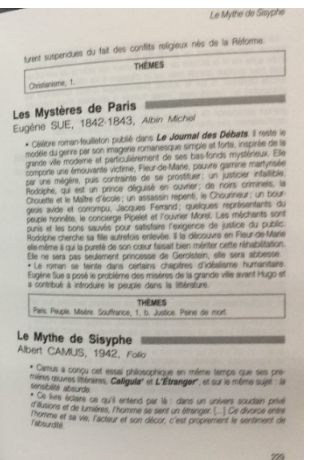 Le Mythe de Sisyphe
furent suspendues du fait des conflits religieux nés de la Réforme.
THÈMES
Christianisme, 1.
Les Mystères de Paris
Eugène SUE, 1842-1843, Albin Michel
• Célèbre roman-feuilleton publié dans Le Journal des Débats. Il reste le
modèle du genre par son imagerie romanesque simple et forte, inspirée de la
grande ville moderne et particulièrement de ses bas-fonds mystérieux. Elle
comporte une émouvante victime, Fleur-de-Marie, pauvre gamine martyrisée
par une mégère, puis contrainte de se prostituer ; un justicier infaillible,
Rodolphe, qui est un prince déguisé en ouvrier ; de noirs criminels, la
Chouette et le Maître d'école ; un assassin repenti, le Chourineur ; un bour-
geois avide et corrompu, Jacques Ferrand ; quelques représentants du
peuple honnête, le concierge Pipelet et l'ouvrier Morel. Les méchants sont
punis et les bons sauvés pour satisfaire l'exigence de justice du public.
Rodolphe cherche sa fille autrefois enlevée. Il la découvre en Fleur-de-Marie
elle-même à qui la pureté de son cœur faisait bien mériter cette réhabilitation.
Elle ne sera pas seulement princesse de Gerolstein, elle sera abbesse.
• Le roman se teinte dans certains chapitres d'idéalisme humanitaire.
Eugène Sue a posé le problème des misères de la grande ville avant Hugo et
a contribué à introduire le peuple dans la littérature.
THÈMES
Paris. Peuple. Misère. Souffrance, 1. b. Justice. Peine de mort.
Le Mythe de Sisyphe
Albert CAMUS, 1942, Folio
• Camus a conçu cet essai philosophique en même temps que ses pre-
mières œuvres littéraires, Caligula* et L'Étranger*, et sur le même sujet : la
sensibilité absurde.
• Ce livre éclaire ce qu'il entend par là : dans un univers soudain privé
d'illusions et de lumières, l'homme se sent un étranger. [...] Ce divorce entre
l'homme et sa vie, l'acteur et son décor, c'est proprement le sentiment de
l'absurdité.
225